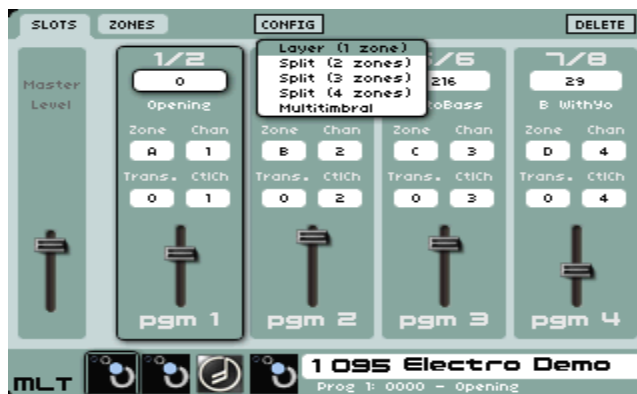 SLOTS ZONES CONFIG DELETE
Layer (1 zone)
Split (2 zones)
Split (3 zones)
Split (4 zones)
Multitimbral
Master
Level
1/2 /6 7/8
0 216 29
Opening toBass B WithYo
Zone Chan Zone Chan Zone Chan Zone Chan
A 1 B 2 C 3 D 4
Trans. CtlCh Trans. CtlCh Trans. CtlCh Trans. CtlCh
0 1 0 2 0 3 0 4
pgm 1 pgm 2 pgm 3 pgm 4
MLT 1 095 Electro Demo
Prog 1: 0000 - Opening